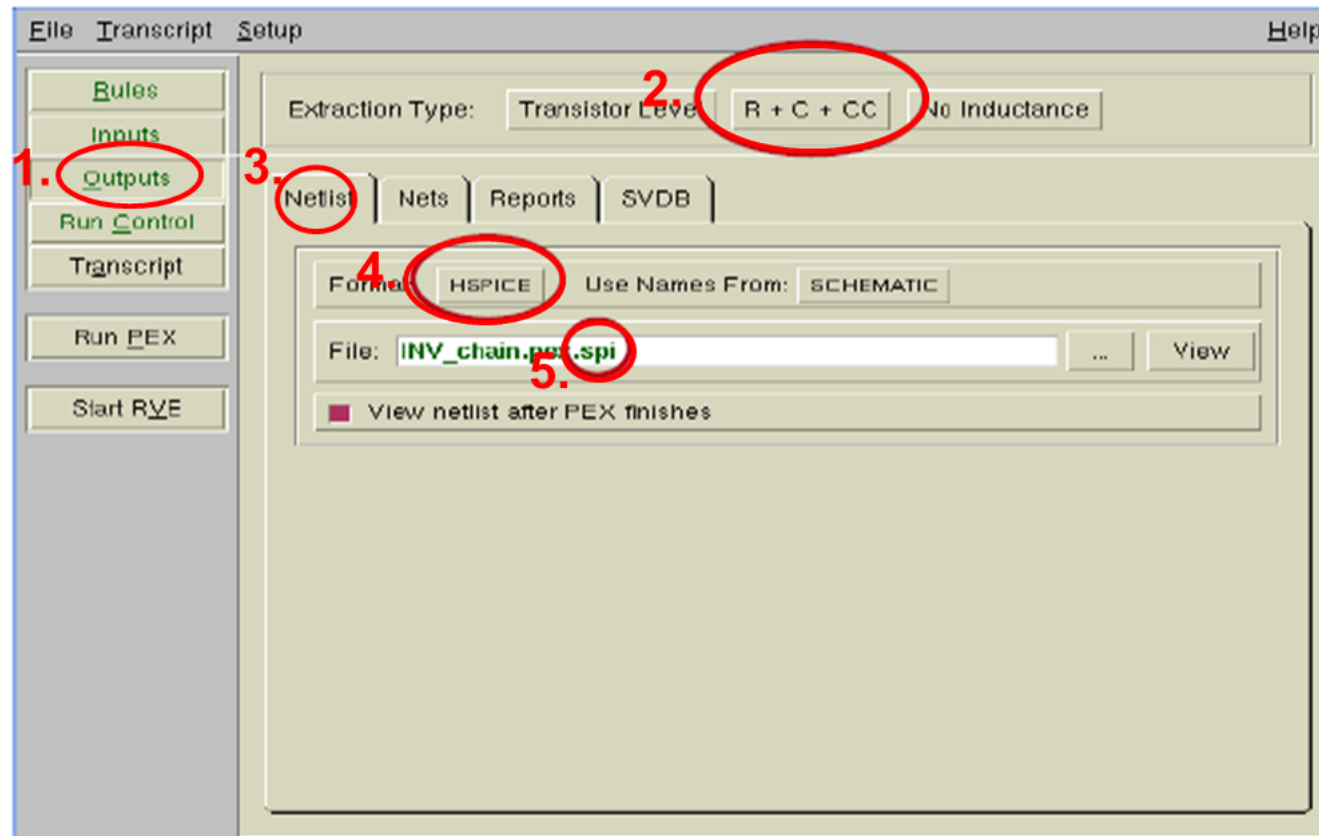 File Transcript Setup Help
Rules
Inputs
1. Outputs
Run Control
Transcript
Run PEX
Start RVE
Extraction Type: Transistor Level 2. R + C + CC No Inductance
3. Netlist Nets Reports SVDB
4. Format: HSPICE Use Names From: SCHEMATIC
File: INV_chain.pex.spi ... View
5.
View netlist after PEX finishes